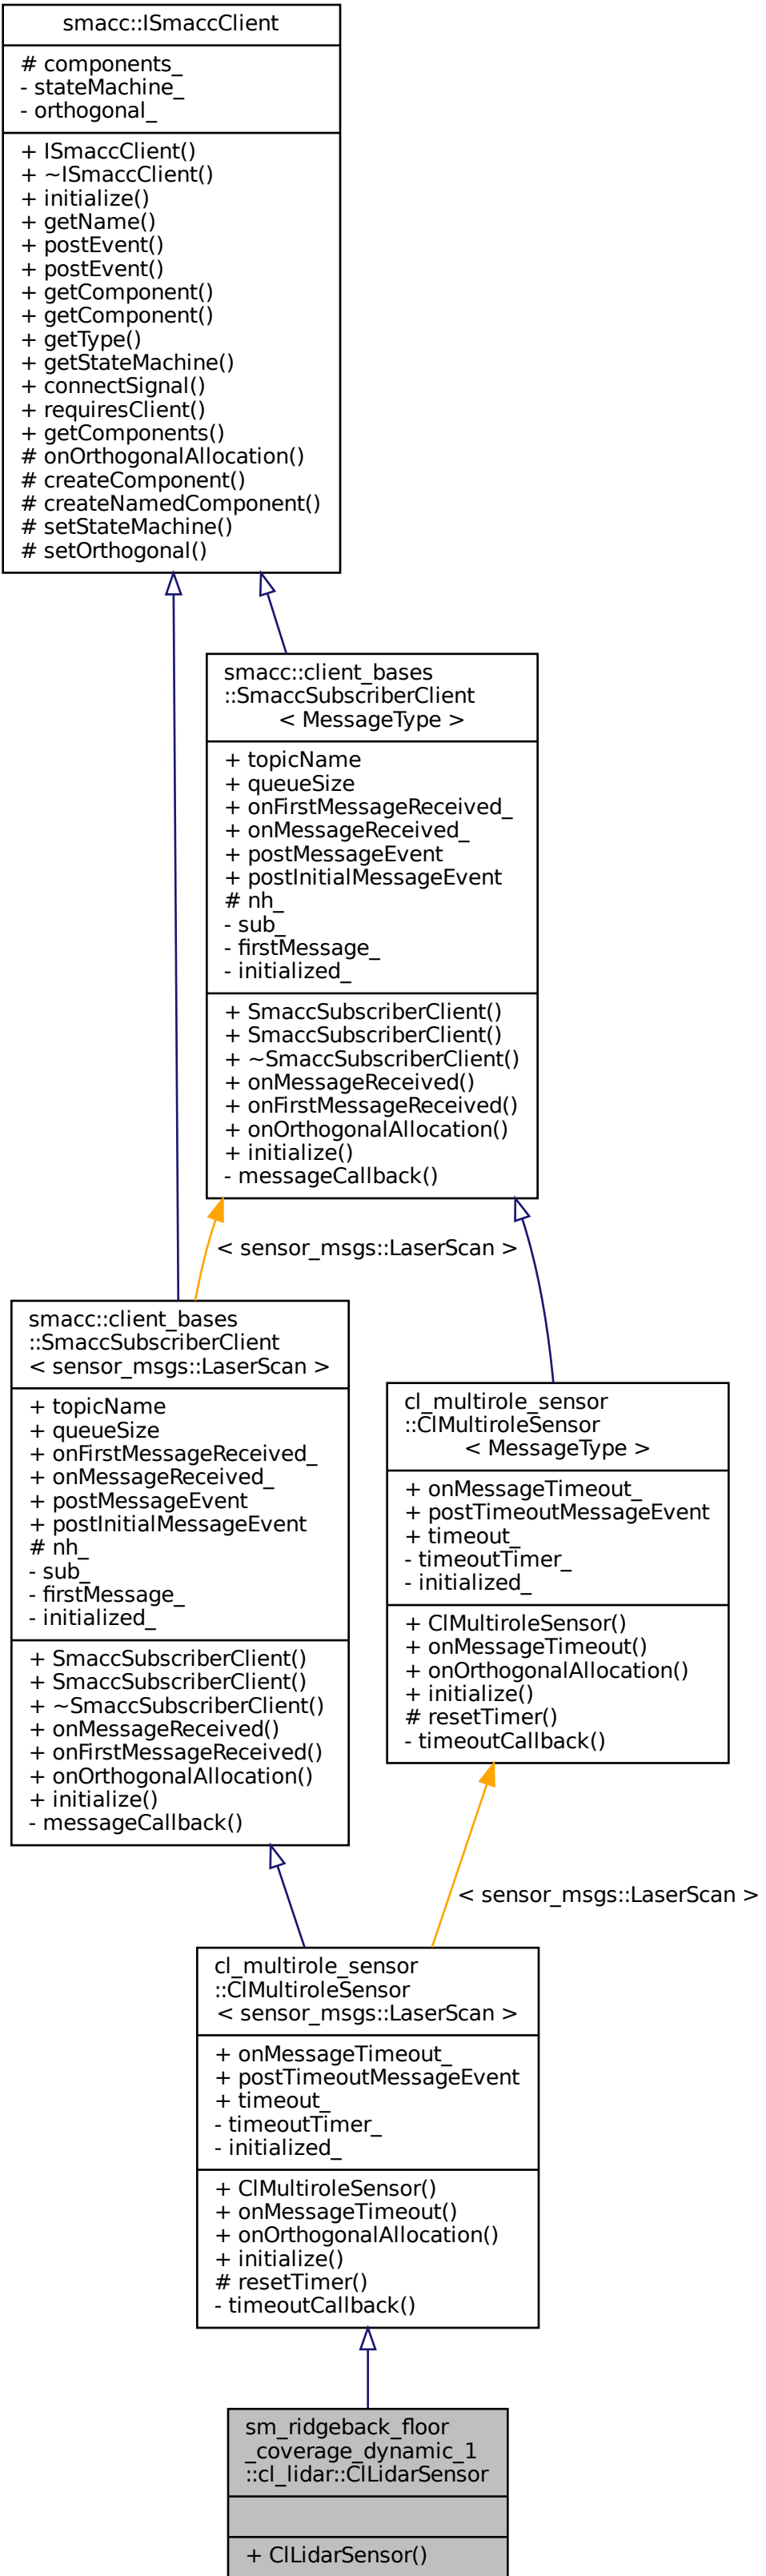 smacc::ISmaccClient
# components_
- stateMachine_
- orthogonal_
+ ISmaccClient()
+ ~ISmaccClient()
+ initialize()
+ getName()
+ postEvent()
+ postEvent()
+ getComponent()
+ getComponent()
+ getType()
+ getStateMachine()
+ connectSignal()
+ requiresClient()
+ getComponents()
# onOrthogonalAllocation()
# createComponent()
# createNamedComponent()
# setStateMachine()
# setOrthogonal()
smacc::client_bases
::SmaccSubscriberClient
< MessageType >
+ topicName
+ queueSize
+ onFirstMessageReceived_
+ onMessageReceived_
+ postMessageEvent
+ postInitialMessageEvent
# nh_
- sub_
- firstMessage_
- initialized_
+ SmaccSubscriberClient()
+ SmaccSubscriberClient()
+ ~SmaccSubscriberClient()
+ onMessageReceived()
+ onFirstMessageReceived()
+ onOrthogonalAllocation()
+ initialize()
- messageCallback()
< sensor_msgs::LaserScan >
smacc::client_bases
::SmaccSubscriberClient
< sensor_msgs::LaserScan >
+ topicName
+ queueSize
+ onFirstMessageReceived_
+ onMessageReceived_
+ postMessageEvent
+ postInitialMessageEvent
# nh_
- sub_
- firstMessage_
- initialized_
+ SmaccSubscriberClient()
+ SmaccSubscriberClient()
+ ~SmaccSubscriberClient()
+ onMessageReceived()
+ onFirstMessageReceived()
+ onOrthogonalAllocation()
+ initialize()
- messageCallback()
cl_multirole_sensor
::ClMultiroleSensor
< MessageType >
+ onMessageTimeout_
+ postTimeoutMessageEvent
+ timeout_
- timeoutTimer_
- initialized_
+ ClMultiroleSensor()
+ onMessageTimeout()
+ onOrthogonalAllocation()
+ initialize()
# resetTimer()
- timeoutCallback()
< sensor_msgs::LaserScan >
cl_multirole_sensor
::ClMultiroleSensor
< sensor_msgs::LaserScan >
+ onMessageTimeout_
+ postTimeoutMessageEvent
+ timeout_
- timeoutTimer_
- initialized_
+ ClMultiroleSensor()
+ onMessageTimeout()
+ onOrthogonalAllocation()
+ initialize()
# resetTimer()
- timeoutCallback()
sm_ridgeback_floor
_coverage_dynamic_1
::cl_lidar::ClLidarSensor
+ ClLidarSensor()